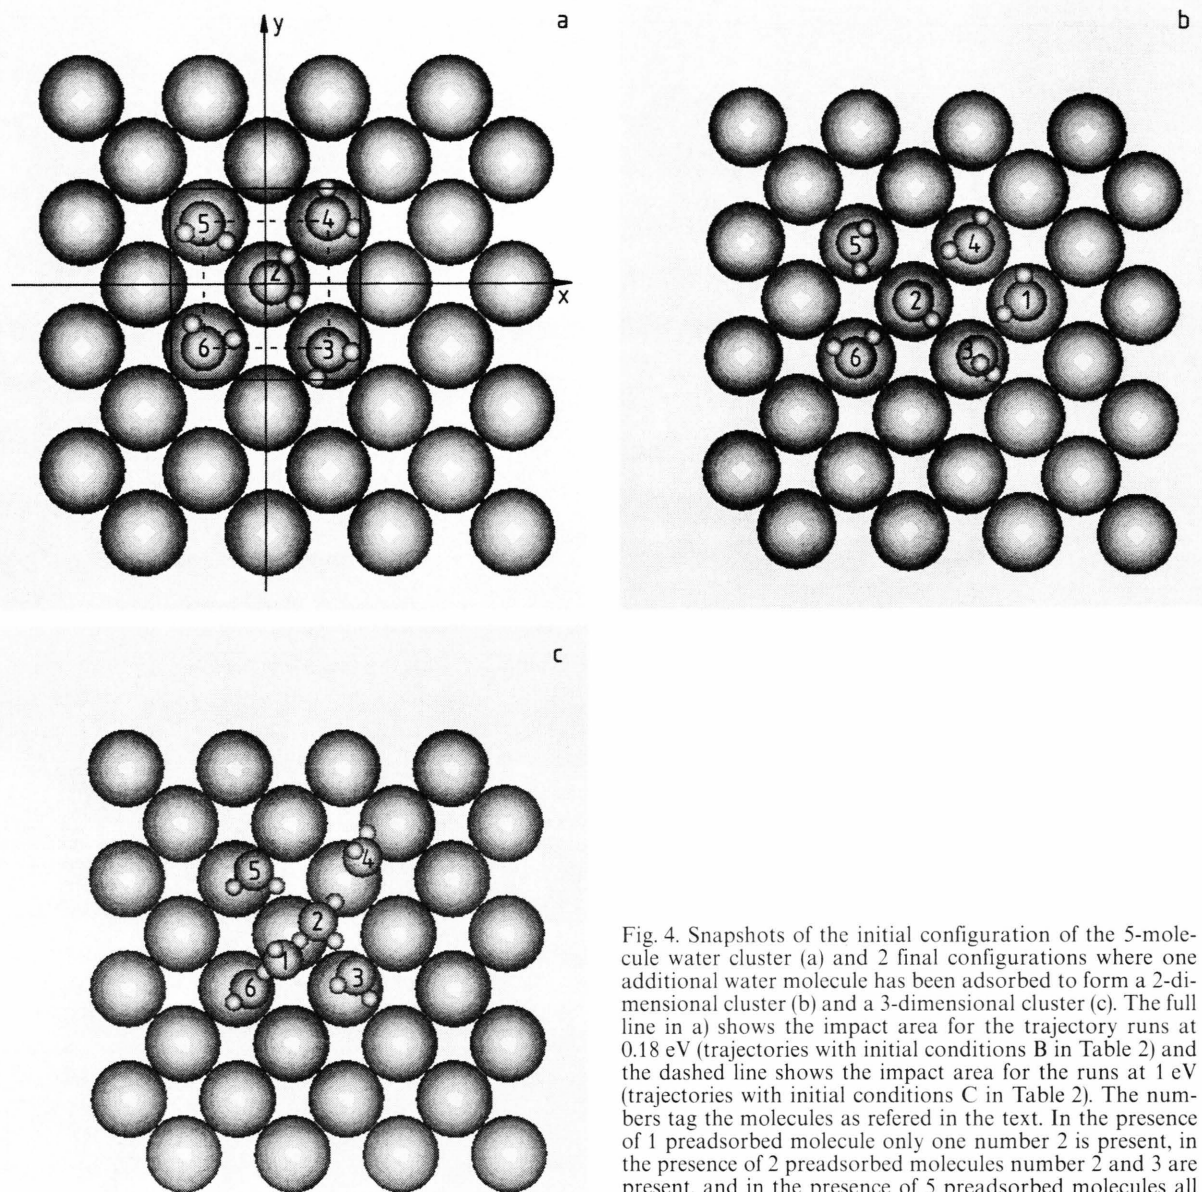 y
a
5
4
2
x
6
3
b
5
4
2
1
6
3
c
5
4
2
1
6
3
Fig. 4. Snapshots of the initial configuration of the 5-mole-
cule water cluster (a) and 2 final configurations where one
additional water molecule has been adsorbed to form a 2-di-
mensional cluster (b) and a 3-dimensional cluster (c). The full
line in a) shows the impact area for the trajectory runs at
0.18 eV (trajectories with initial conditions B in Table 2) and
the dashed line shows the impact area for the runs at 1 eV
(trajectories with initial conditions C in Table 2). The num-
bers tag the molecules as refered in the text. In the presence
of 1 preadsorbed molecule only one number 2 is present, in
the presence of 2 preadsorbed molecules number 2 and 3 are
present, and in the presence of 5 preadsorbed molecules all